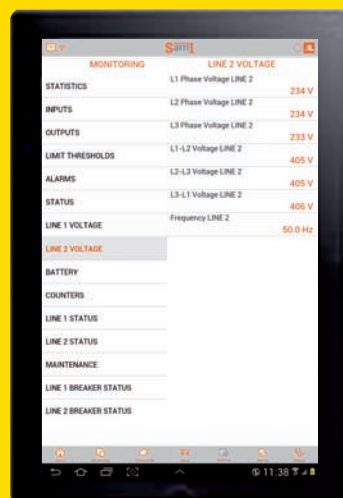 Sam1
MONITORING
LINE 2 VOLTAGE
STATISTICS
INPUTS
OUTPUTS
LIMIT THRESHOLDS
ALARMS
STATUS
LINE 1 VOLTAGE
LINE 2 VOLTAGE
BATTERY
COUNTERS
LINE 1 STATUS
LINE 2 STATUS
MAINTENANCE
LINE 1 BREAKER STATUS
LINE 2 BREAKER STATUS
L1 Phase Voltage LINE 2
234 V
L2 Phase Voltage LINE 2
234 V
L3 Phase Voltage LINE 2
233 V
L1-L2 Voltage LINE 2
405 V
L2-L3 Voltage LINE 2
405 V
L3-L1 Voltage LINE 2
406 V
Frequency LINE 2
50.0 Hz
11:38